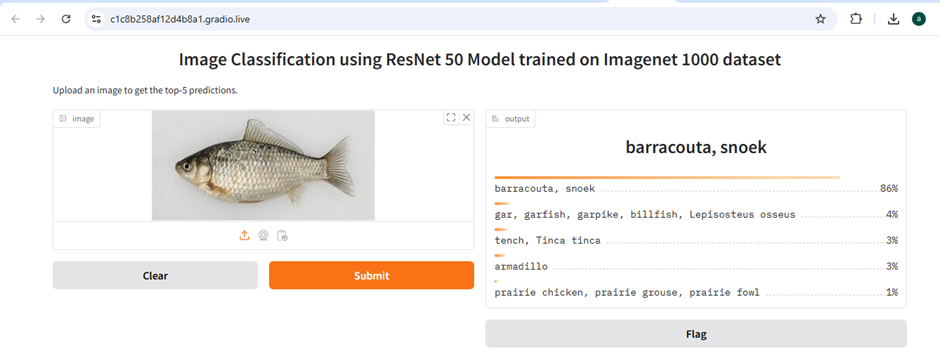 c1c8b258af12d4b8a1.gradio.live
a
Image Classification using ResNet 50 Model trained on Imagenet 1000 dataset
Upload an image to get the top-5 predictions.
image
output
barracouta, snoek
barracouta, snoek 86%
gar, garfish, garpike, billfish, Lepisosteus osseus 4%
tench, Tinca tinca 3%
armadillo 3%
prairie chicken, prairie grouse, prairie fowl 1%
Clear
Submit
Flag